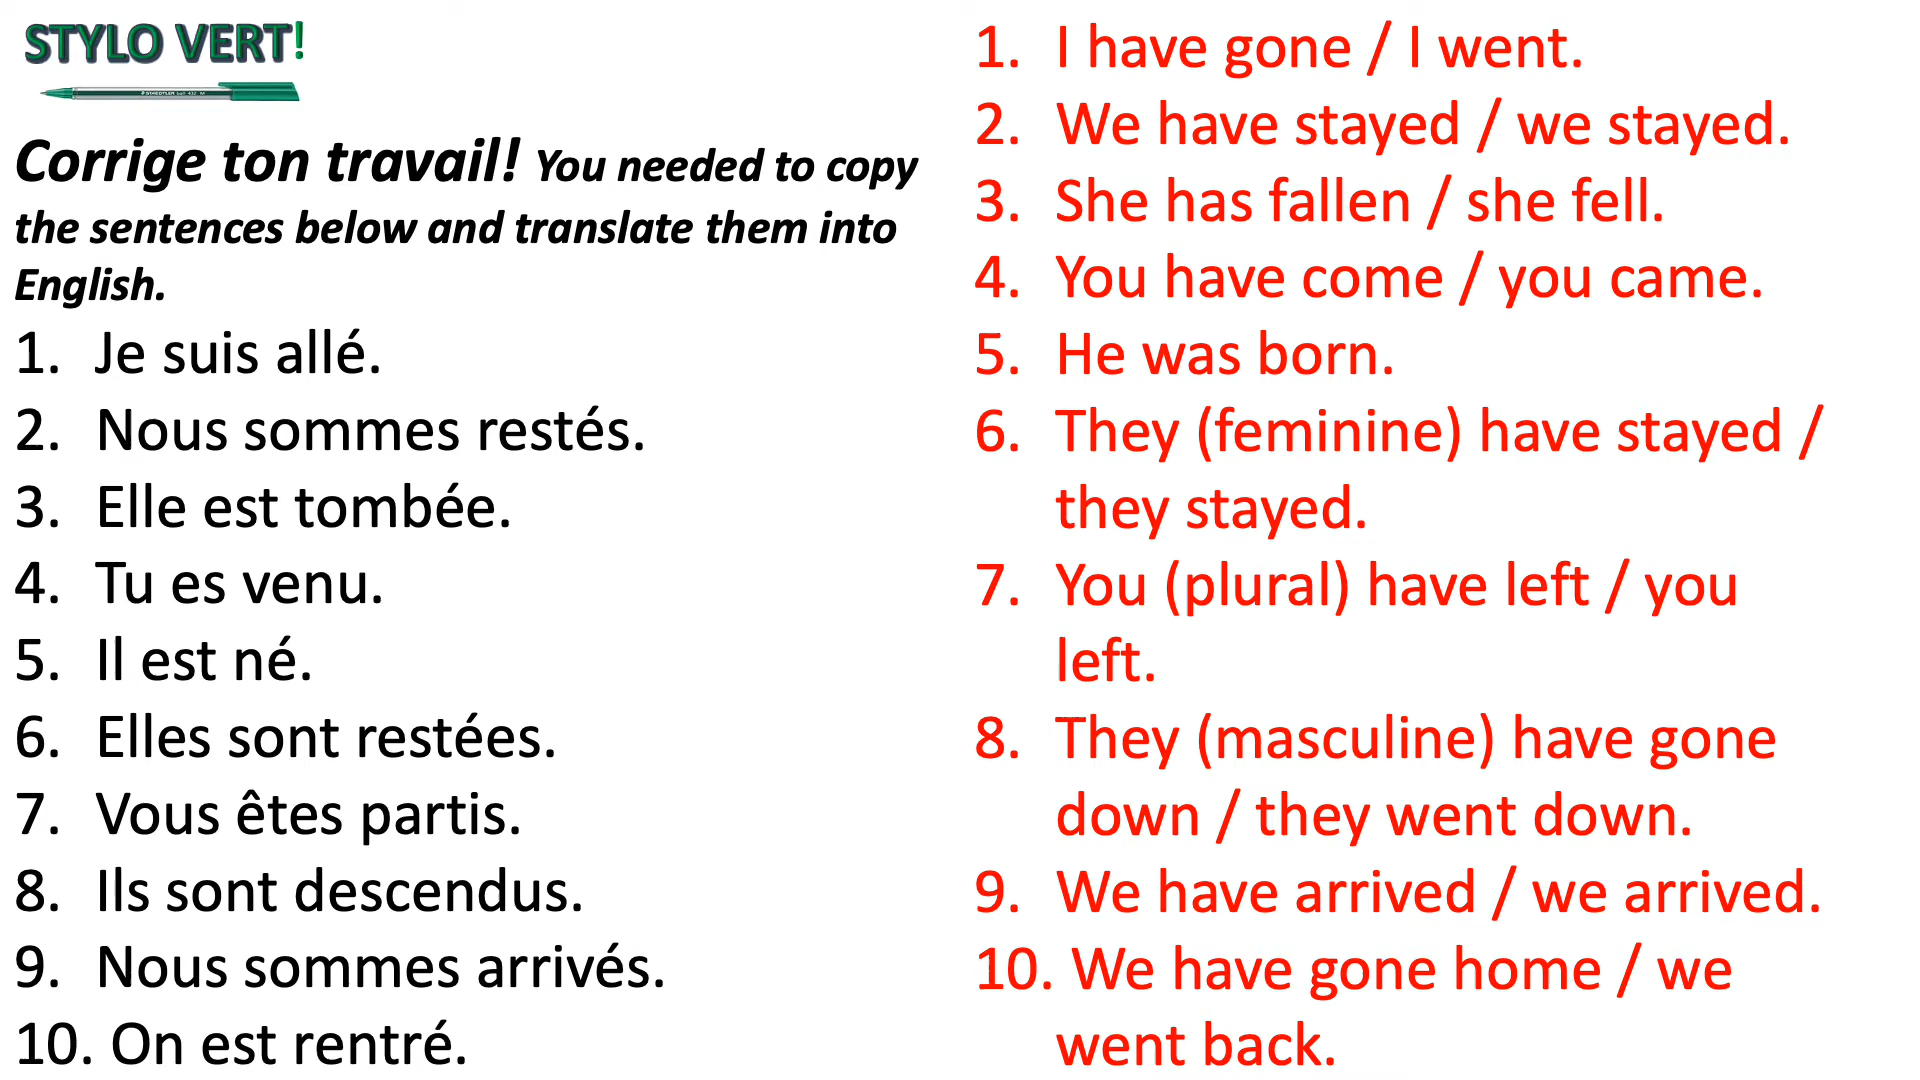 STYLO VERT!
STAEDTLER ball 432 M
Corrige ton travail! You needed to copy
the sentences below and translate them into
English.
1. Je suis allé.
2. Nous sommes restés.
3. Elle est tombée.
4. Tu es venu.
5. Il est né.
6. Elles sont restées.
7. Vous êtes partis.
8. Ils sont descendus.
9. Nous sommes arrivés.
10. On est rentré.
1. I have gone / I went.
2. We have stayed / we stayed.
3. She has fallen / she fell.
4. You have come / you came.
5. He was born.
6. They (feminine) have stayed /
they stayed.
7. You (plural) have left / you
left.
8. They (masculine) have gone
down / they went down.
9. We have arrived / we arrived.
10. We have gone home / we
went back.